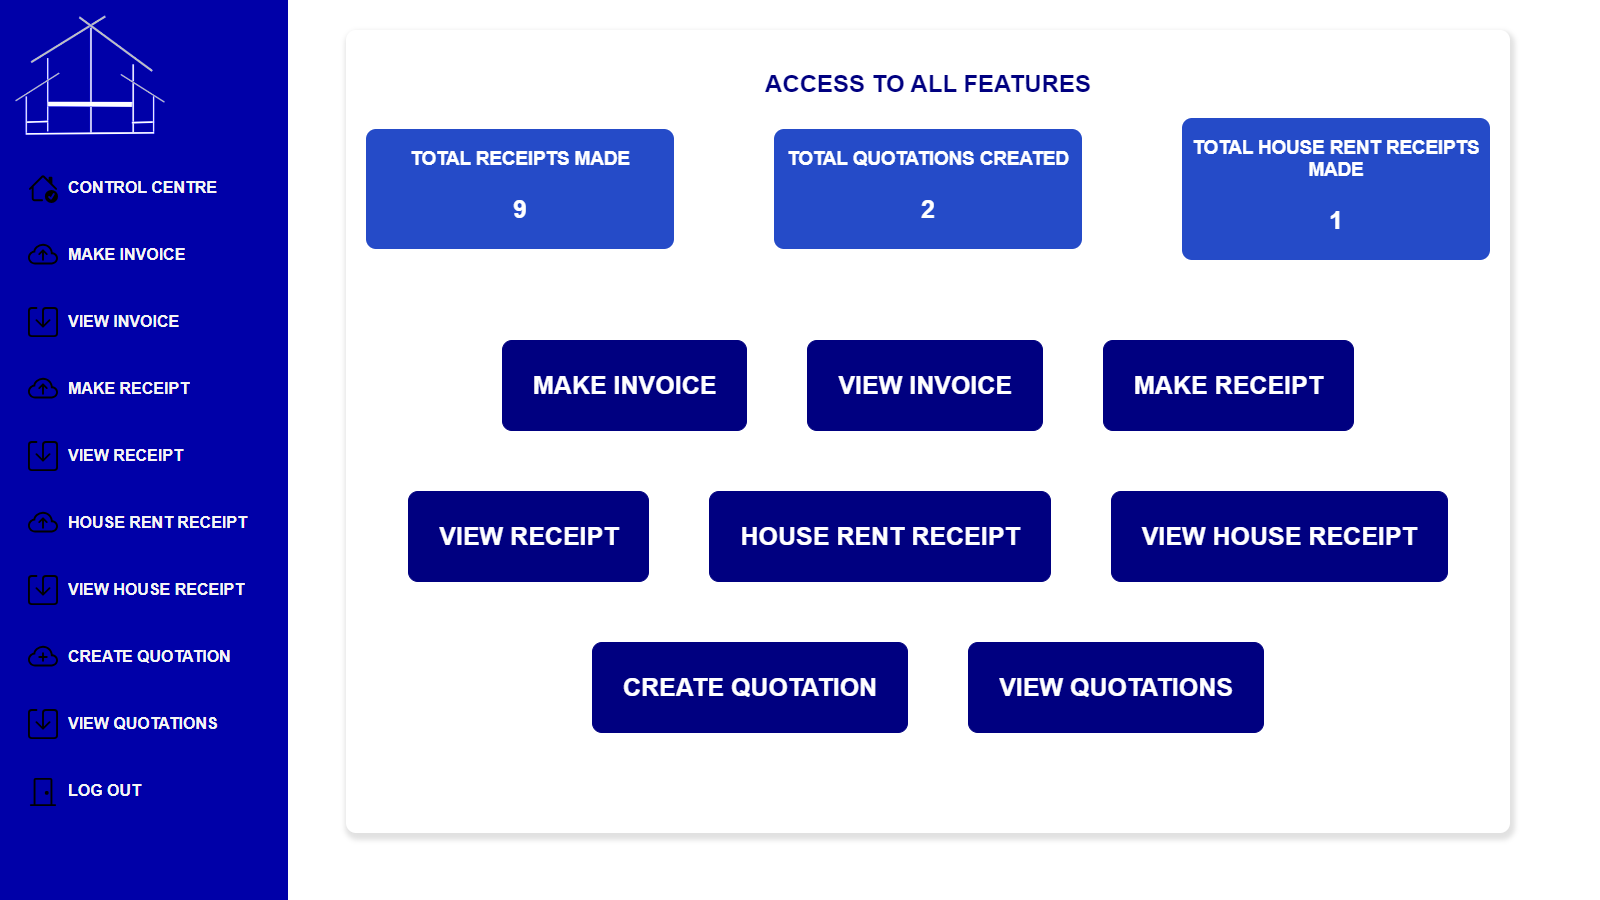 CONTROL CENTRE
MAKE INVOICE
VIEW INVOICE
MAKE RECEIPT
VIEW RECEIPT
HOUSE RENT RECEIPT
VIEW HOUSE RECEIPT
CREATE QUOTATION
VIEW QUOTATIONS
LOG OUT
ACCESS TO ALL FEATURES
TOTAL RECEIPTS MADE
9
TOTAL QUOTATIONS CREATED
2
TOTAL HOUSE RENT RECEIPTS
MADE
1
MAKE INVOICE
VIEW INVOICE
MAKE RECEIPT
VIEW RECEIPT
HOUSE RENT RECEIPT
VIEW HOUSE RECEIPT
CREATE QUOTATION
VIEW QUOTATIONS